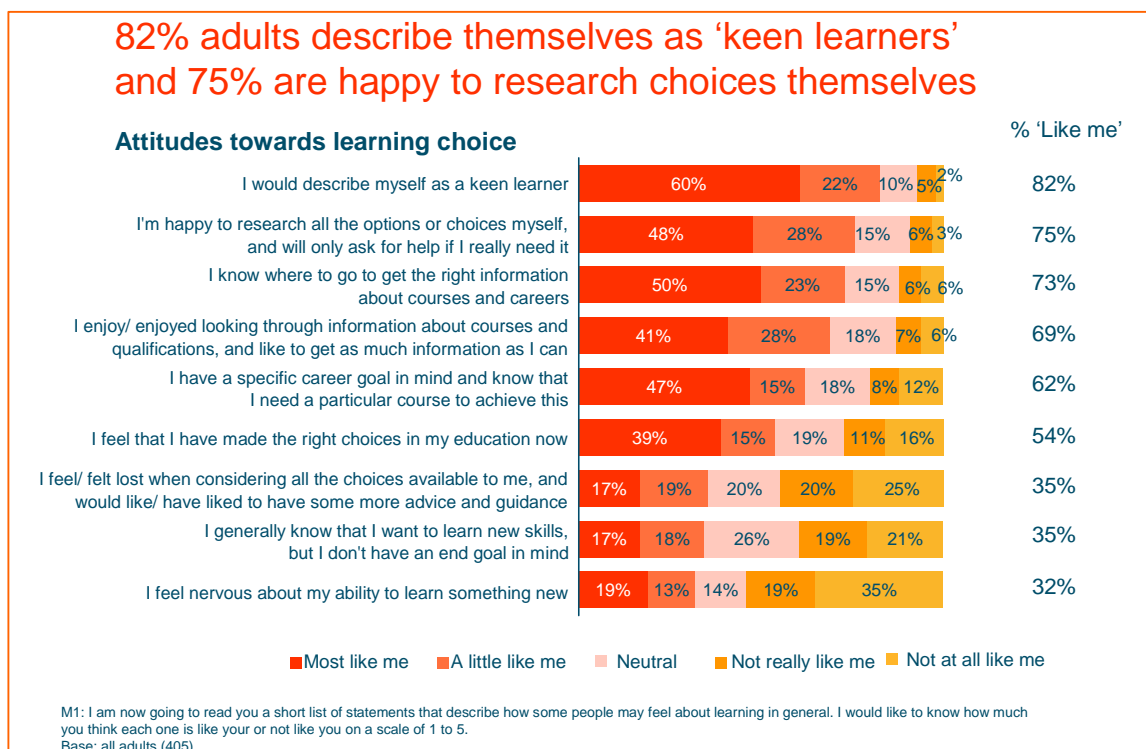 82% adults describe themselves as ‘keen learners’
and 75% are happy to research choices themselves
Attitudes towards learning choice
% ‘Like me’
I would describe myself as a keen learner
60% 22% 10% 5% 2% 82%
I'm happy to research all the options or choices myself,
and will only ask for help if I really need it
48% 28% 15% 6% 3% 75%
I know where to go to get the right information
about courses and careers
50% 23% 15% 6% 6% 73%
I enjoy/ enjoyed looking through information about courses and
qualifications, and like to get as much information as I can
41% 28% 18% 7% 6% 69%
I have a specific career goal in mind and know that
I need a particular course to achieve this
47% 15% 18% 8% 12% 62%
I feel that I have made the right choices in my education now
39% 15% 19% 11% 16% 54%
I feel/ felt lost when considering all the choices available to me, and
would like/ have liked to have some more advice and guidance
17% 19% 20% 20% 25% 35%
I generally know that I want to learn new skills,
but I don't have an end goal in mind
17% 18% 26% 19% 21% 35%
I feel nervous about my ability to learn something new
19% 13% 14% 19% 35% 32%
Most like me A little like me Neutral Not really like me Not at all like me
M1: I am now going to read you a short list of statements that describe how some people may feel about learning in general. I would like to know how much
you think each one is like your or not like you on a scale of 1 to 5.
Base: all adults (405)